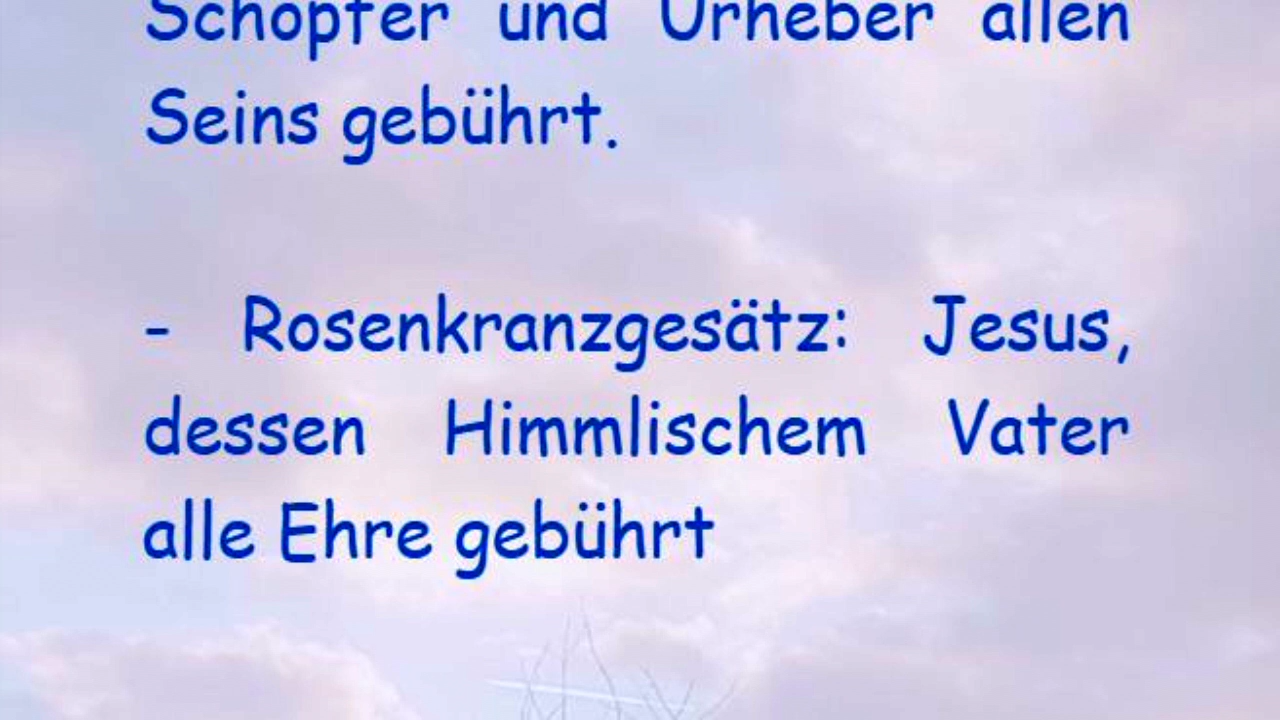 Schöpfer und Urheber allen
Seins gebührt.
- Rosenkranzgesätz: Jesus,
dessen Himmlischem Vater
alle Ehre gebührt